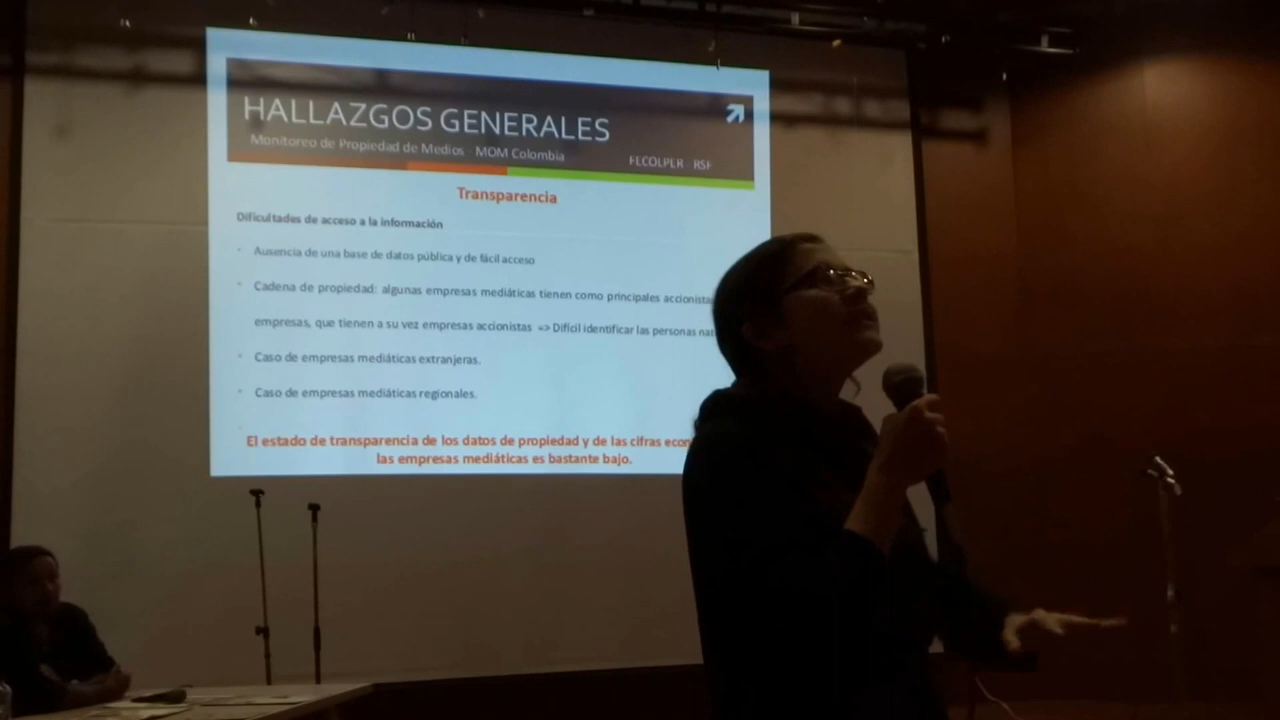 HALLAZGOS GENERALES
Monitoreo de Propiedad de Medios MOM Colombia FECOLPER RSF
Transparencia
Dificultades de acceso a la información
Ausencia de una base de datos pública y de fácil acceso
Cadena de propiedad: algunas empresas mediáticas tienen como principales accionista
empresas, que tienen a su vez empresas accionistas => Difícil identificar las personas nat
Caso de empresas mediáticas extranjeras.
Caso de empresas mediáticas regionales.
El estado de transparencia de los datos de propiedad y de las cifras econ
las empresas mediáticas es bastante bajo.